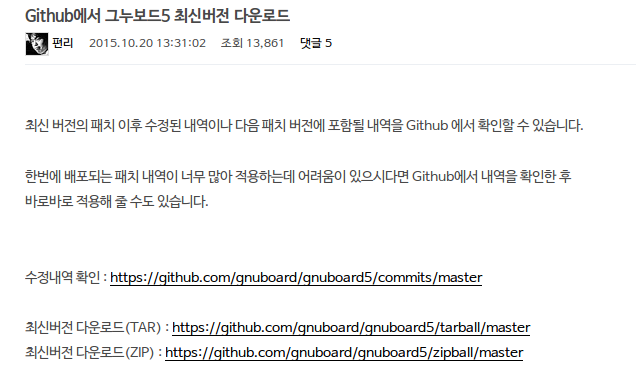 Github에서 그누보드5 최신버전 다운로드
편리 2015.10.20 13:31:02 조회 13,861 댓글 5
최신 버전의 패치 이후 수정된 내역이나 다음 패치 버전에 포함될 내역을 Github 에서 확인할 수 있습니다.
한번에 배포되는 패치 내역이 너무 많아 적용하는데 어려움이 있으시다면 Github에서 내역을 확인한 후
바로바로 적용해 줄 수도 있습니다.
수정내역 확인 : https://github.com/gnuboard/gnuboard5/commits/master
최신버전 다운로드(TAR) : https://github.com/gnuboard/gnuboard5/tarball/master
최신버전 다운로드(ZIP) : https://github.com/gnuboard/gnuboard5/zipball/master